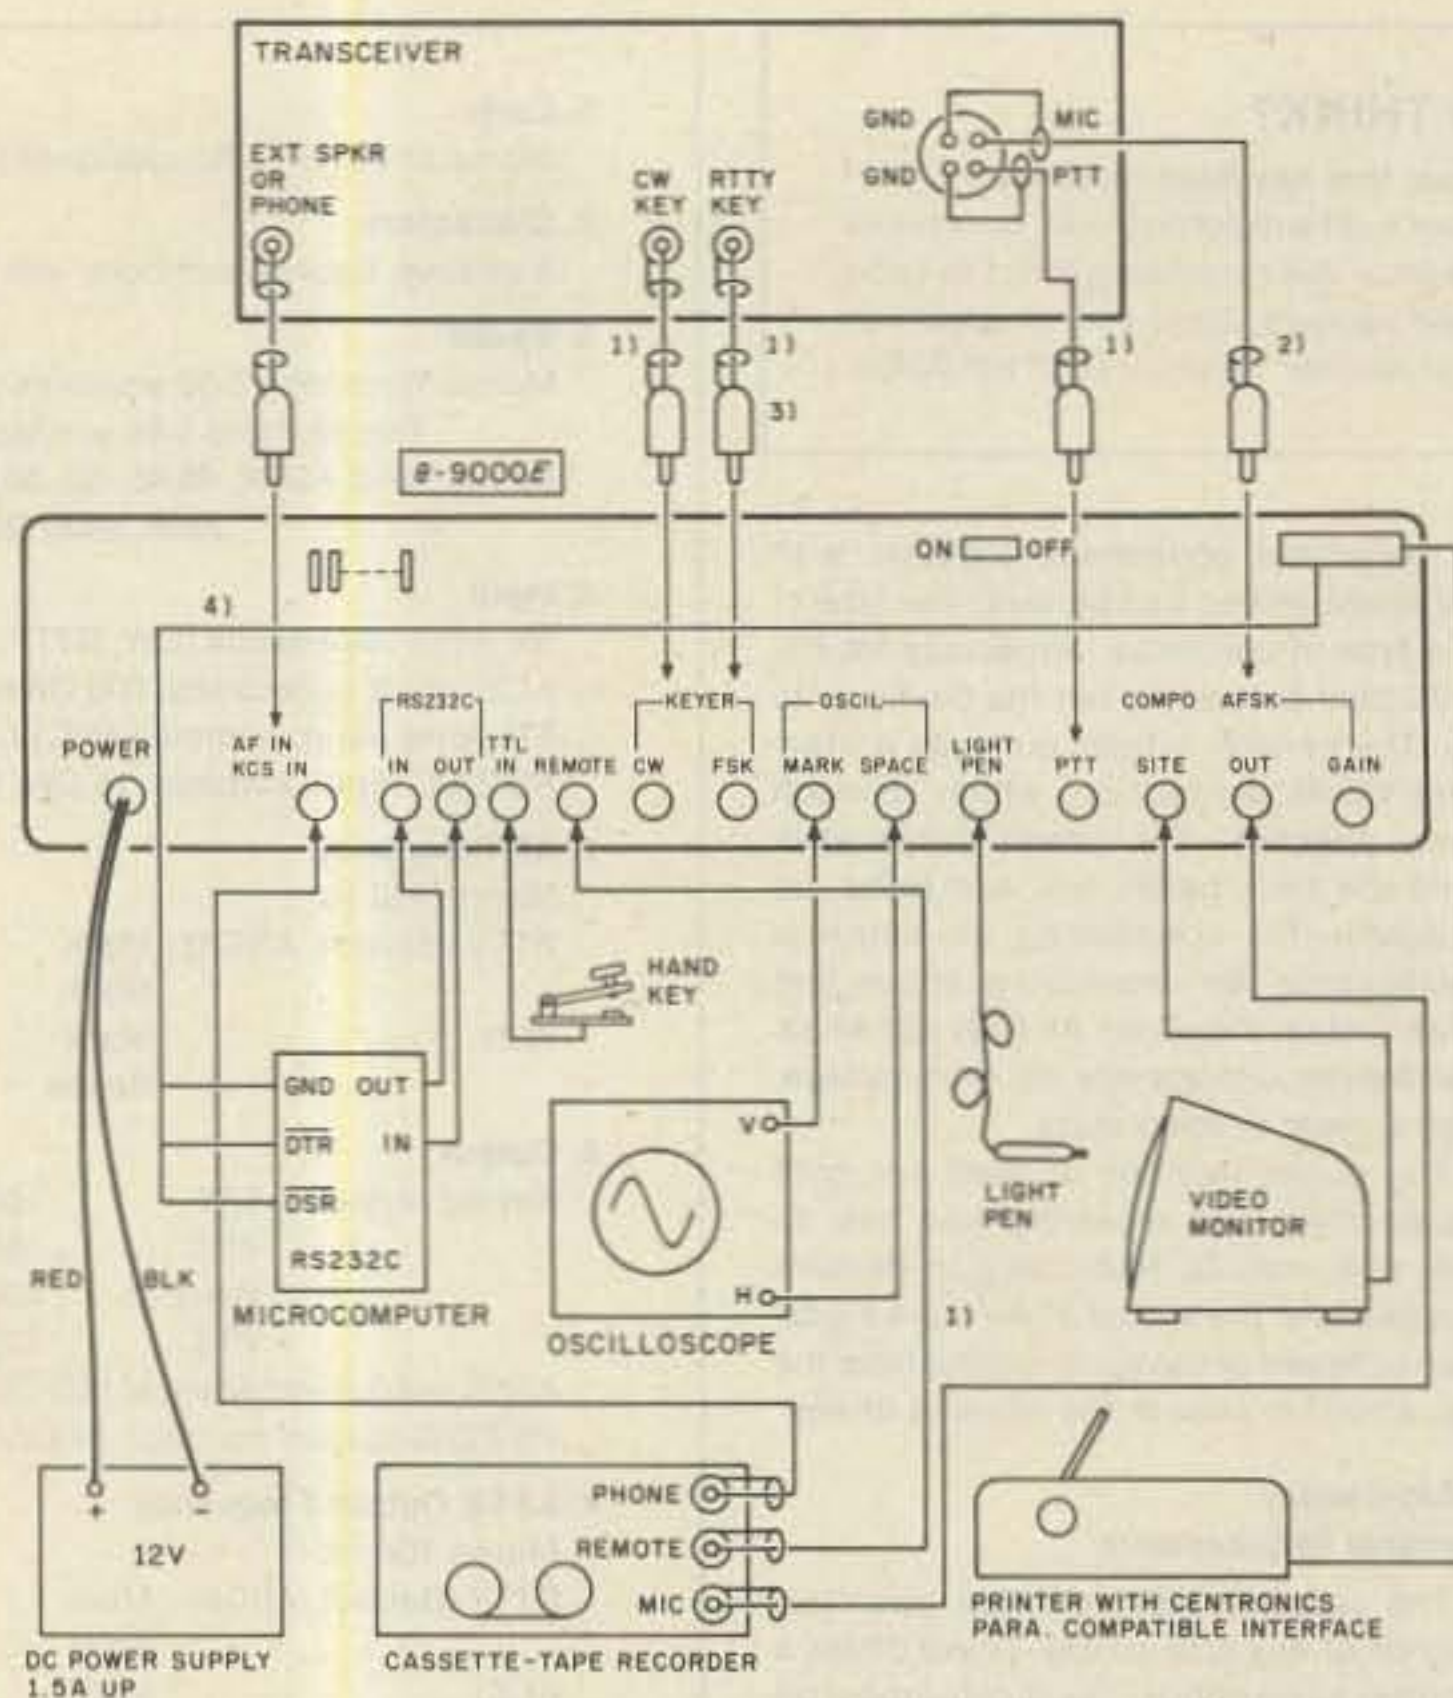 TRANSCEIVER
EXT SPKR
OR
PHONE
CW
KEY
RTTY
KEY
GND
GND
MIC
PTT
1)
1)
3)
1)
2)
θ-9000E
ON
OFF
4)
POWER
AF IN
KCS IN
RS232C
IN
OUT
TTL
IN
REMOTE
KEYER
CW
FSK
OSCIL
MARK
SPACE
LIGHT
PEN
PTT
COMPO
SITE
AFSK
OUT
GAIN
HAND
KEY
GND
OUT
DTR
IN
DSR
RS232C
MICROCOMPUTER
V
H
OSCILLOSCOPE
LIGHT
PEN
VIDEO
MONITOR
RED
BLK
1)
+
-
12V
DC POWER SUPPLY
1.5A UP
PHONE
REMOTE
MIC
CASSETTE-TAPE RECORDER
PRINTER WITH CENTRONICS
PARA. COMPATIBLE INTERFACE